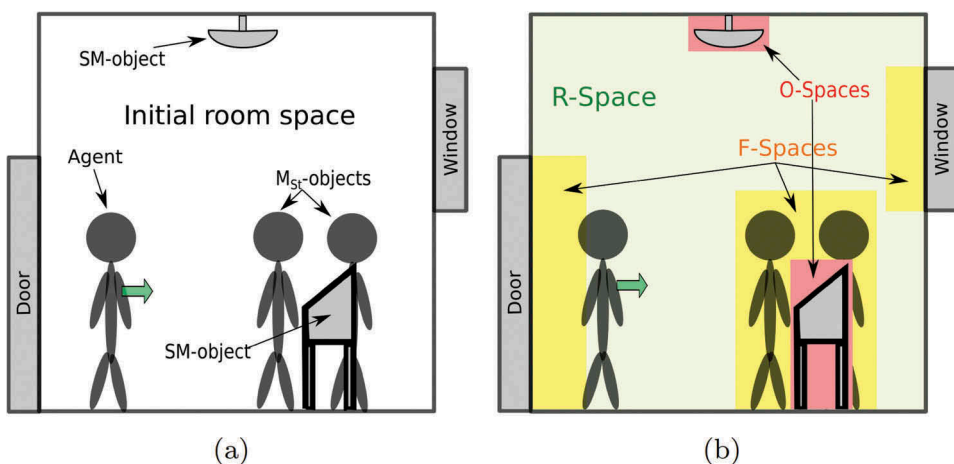 SM-object
Initial room space
Agent
M_St-objects
Door
Window
SM-object
(a)
R-Space
O-Spaces
F-Spaces
Door
Window
(b)